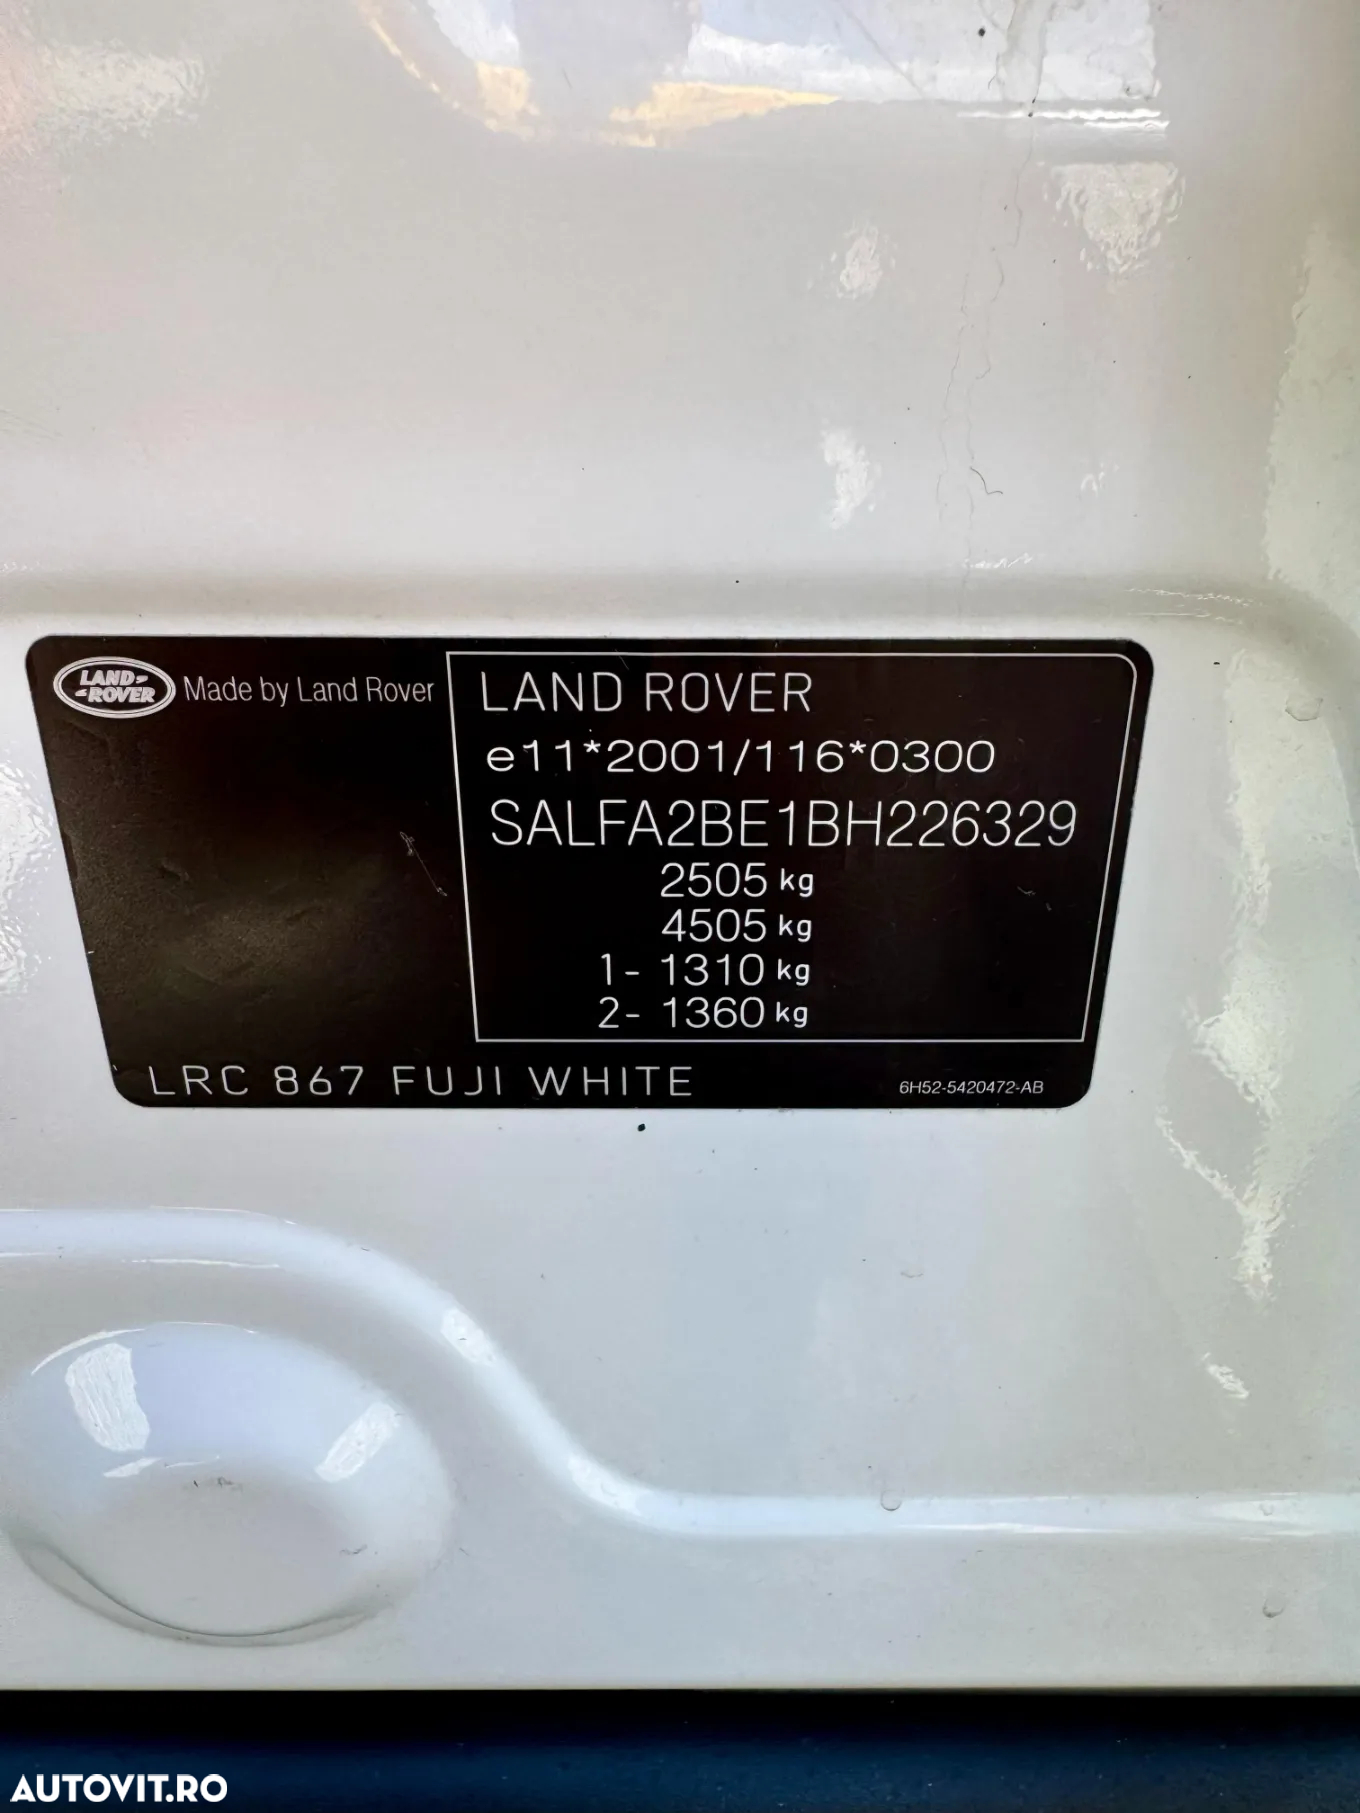 LAND ROVER
Made by Land Rover
LAND ROVER
e11*2001/116*0300
SALFA2BE1BH226329
2505 kg
4505 kg
1- 1310 kg
2- 1360 kg
LRC 867 FUJI WHITE
6H52-5420472-AB
AUTOVIT.RO